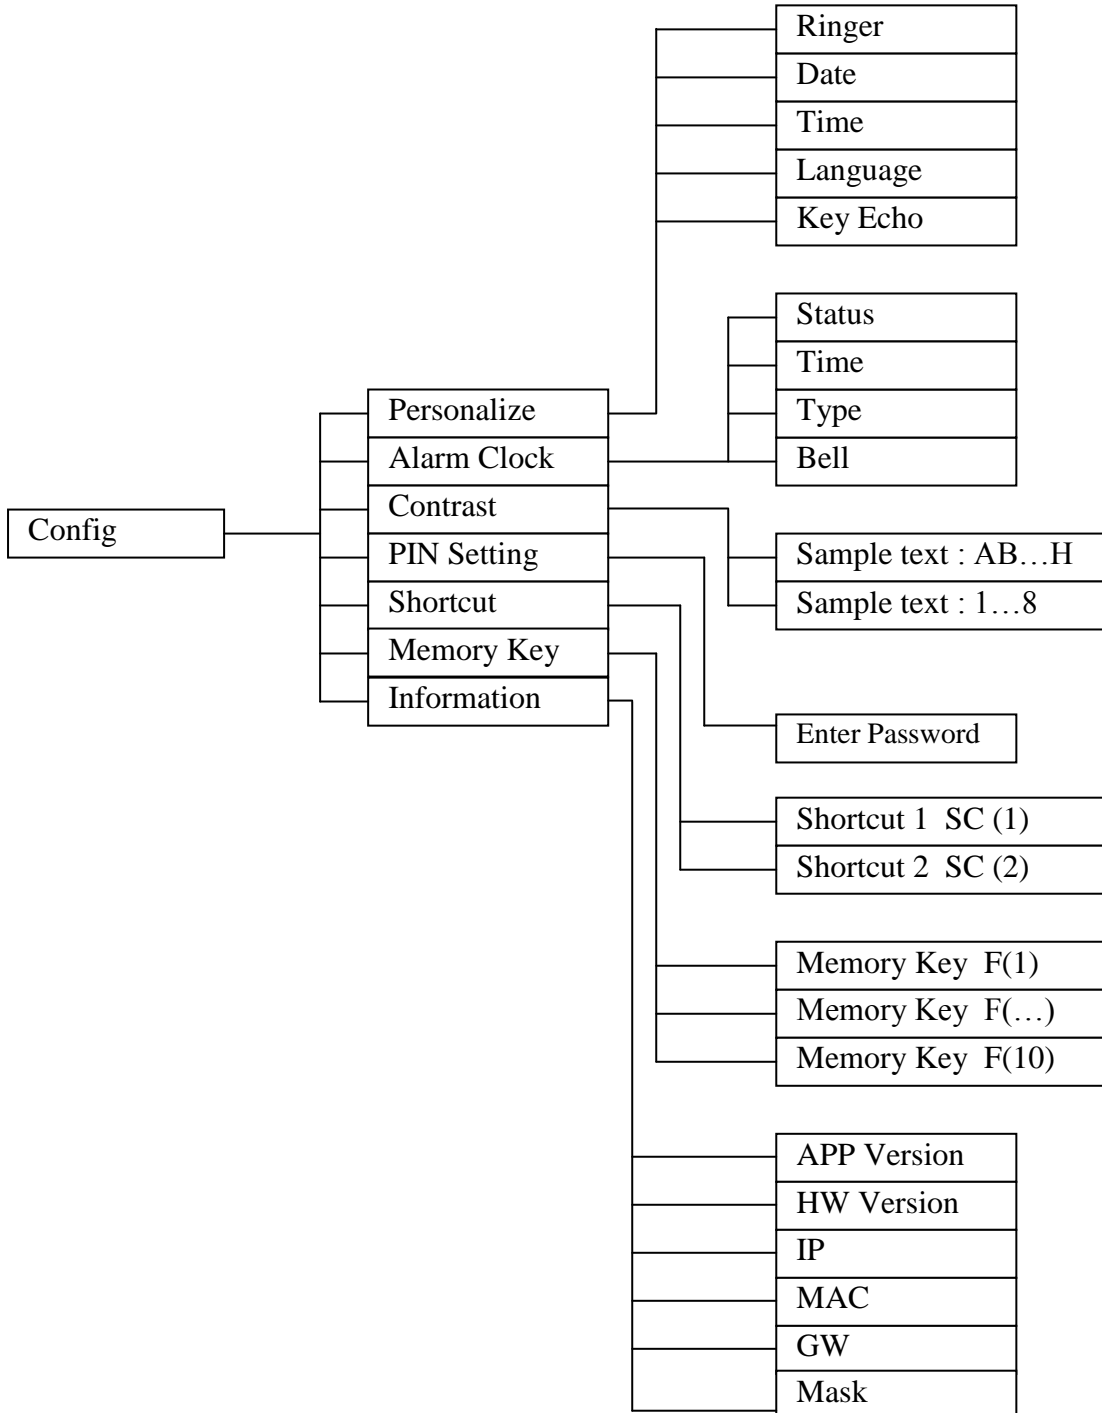 Ringer
Date
Time
Language
Key Echo
Status
Time
Type
Bell
Personalize
Alarm Clock
Contrast
PIN Setting
Shortcut
Memory Key
Information
Config
Sample text : AB…H
Sample text : 1…8
Enter Password
Shortcut 1  SC (1)
Shortcut 2  SC (2)
Memory Key  F(1)
Memory Key  F(…)
Memory Key  F(10)
APP Version
HW Version
IP
MAC
GW
Mask